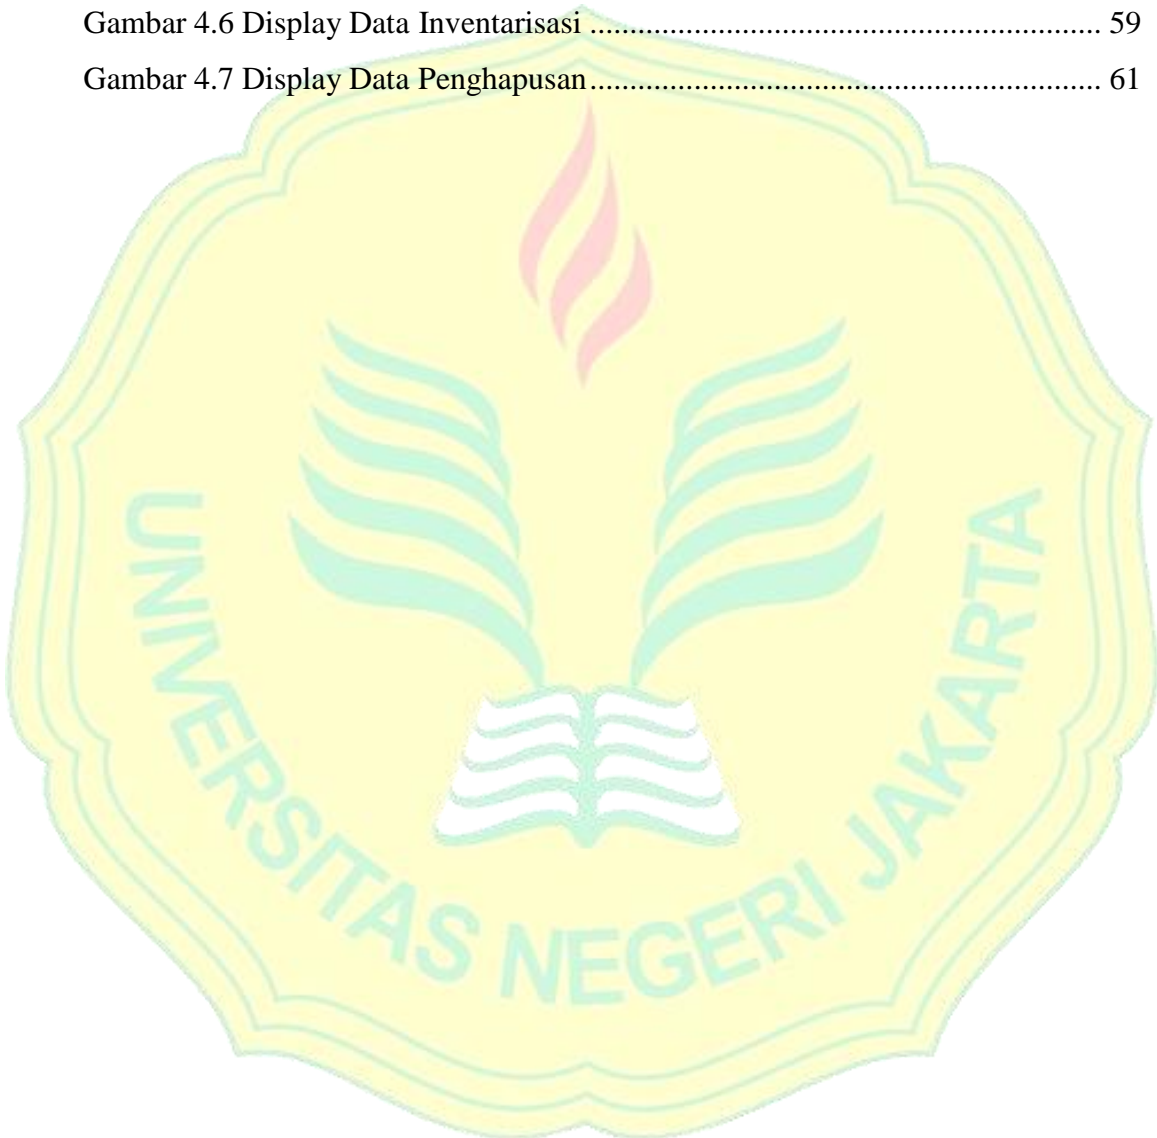 Gambar 4.6 Display Data Inventarisasi ................................................................ 59
Gambar 4.7 Display Data Penghapusan................................................................ 61
UNIVERSITAS NEGERI JAKARTA